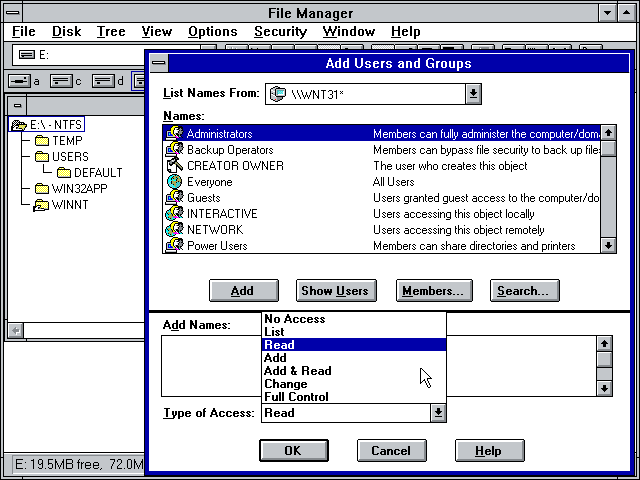 File Manager
File Disk Tree View Options Security Window Help
E:
a c d
Add Users and Groups
List Names From: \\WNT31*
Names:
Administrators Members can fully administer the computer/doma
Backup Operators Members can bypass file security to back up files
CREATOR OWNER The user who creates this object
Everyone All Users
Guests Users granted guest access to the computer/do
INTERACTIVE Users accessing this object locally
NETWORK Users accessing this object remotely
Power Users Members can share directories and printers
Add Show Users Members... Search...
E:\ - NTFS
TEMP
USERS
DEFAULT
WIN32APP
WINNT
Add Names:
No Access
List
Read
Add
Add & Read
Change
Full Control
Type of Access: Read
OK Cancel Help
E: 19.5MB free, 72.0M